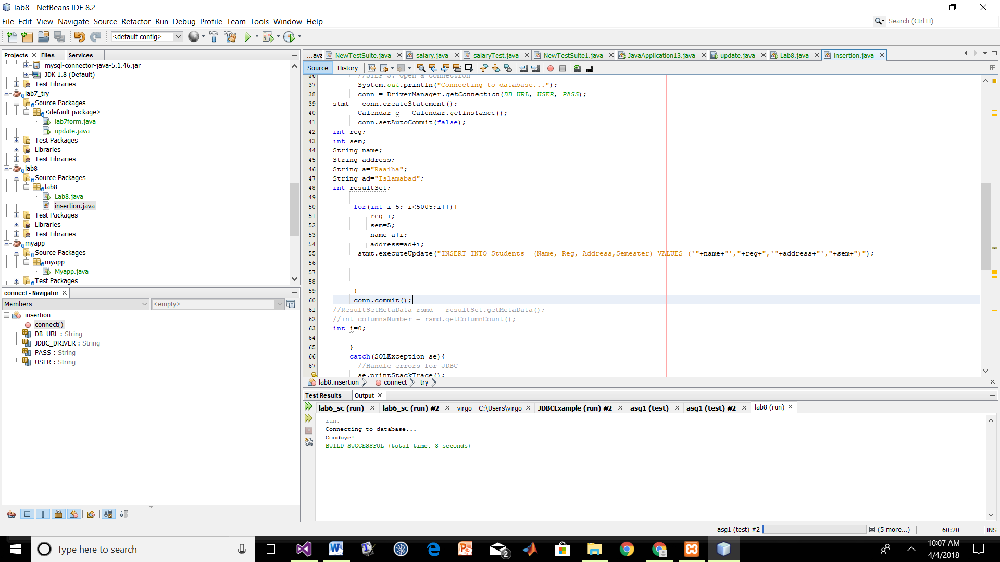 lab8 - NetBeans IDE 8.2
File Edit View Navigate Source Refactor Run Debug Profile Team Tools Window Help
Search (Ctrl+I)
<default config>
Projects Files Services
mysql-connector-java-5.1.46.jar
JDK 1.8 (Default)
Test Libraries
lab7_try
Source Packages
<default package>
lab7form.java
update.java
Test Packages
Libraries
Test Libraries
lab8
Source Packages
lab8
Lab8.java
insertion.java
Test Packages
Libraries
Test Libraries
myapp
Source Packages
myapp
Myapp.java
Test Packages
connect - Navigator
Members
<empty>
insertion
connect()
DB_URL : String
JDBC_DRIVER : String
PASS : String
USER : String
...ava NewTestSuite.java salary.java salaryTest.java NewTestSuite1.java JavaApplication13.java update.java Lab8.java insertion.java
Source History
36 //STEP 3: Open a connection
37 System.out.println("Connecting to database...");
38 conn = DriverManager.getConnection(DB_URL, USER, PASS);
39 stmt = conn.createStatement();
40 Calendar c = Calendar.getInstance();
41 conn.setAutoCommit(false);
42 int reg;
43 int sem;
44 String name;
45 String address;
46 String a="Raaiha";
47 String ad="Islamabad";
48 int resultSet;
49
50 for(int i=5; i<5005;i++){
51 reg=i;
52 sem=5;
53 name=a+i;
54 address=ad+i;
55 stmt.executeUpdate("INSERT INTO Students  (Name, Reg, Address,Semester) VALUES ('"+name+"',"+reg+",'"+address+"',"+sem+")");
56
57
58
59 }
60 conn.commit();
61 //ResultSetMetaData rsmd = resultSet.getMetaData();
62 //int columnsNumber = rsmd.getColumnCount();
63 int i=0;
64
65 }
66 catch(SQLException se){
67 //Handle errors for JDBC
se.printStackTrace();
lab8.insertion connect try
Test Results Output
lab6_sc (run) lab6_sc (run) #2 virgo - C:\Users\virgo JDBCExample (run) #2 asg1 (test) asg1 (test) #2 lab8 (run)
run:
Connecting to database...
Goodbye!
BUILD SUCCESSFUL (total time: 3 seconds)
asg1 (test) #2 (5 more...) 60:20 INS
Type here to search
2
10:07 AM
4/4/2018